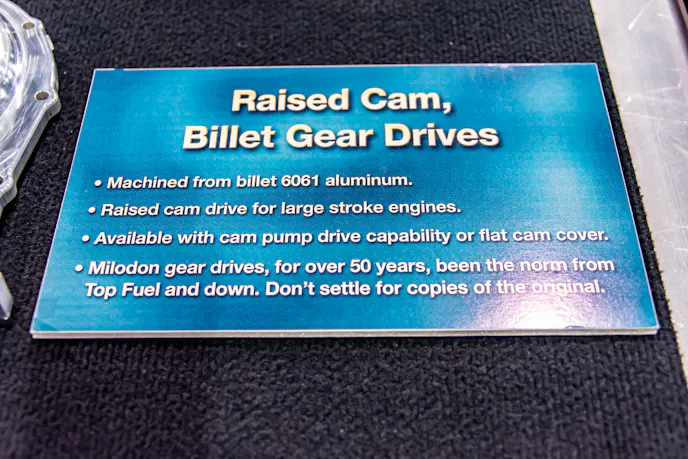 Raised Cam,
Billet Gear Drives
• Machined from billet 6061 aluminum.
• Raised cam drive for large stroke engines.
• Available with cam pump drive capability or flat cam cover.
• Milodon gear drives, for over 50 years, been the norm from
Top Fuel and down. Don't settle for copies of the original.